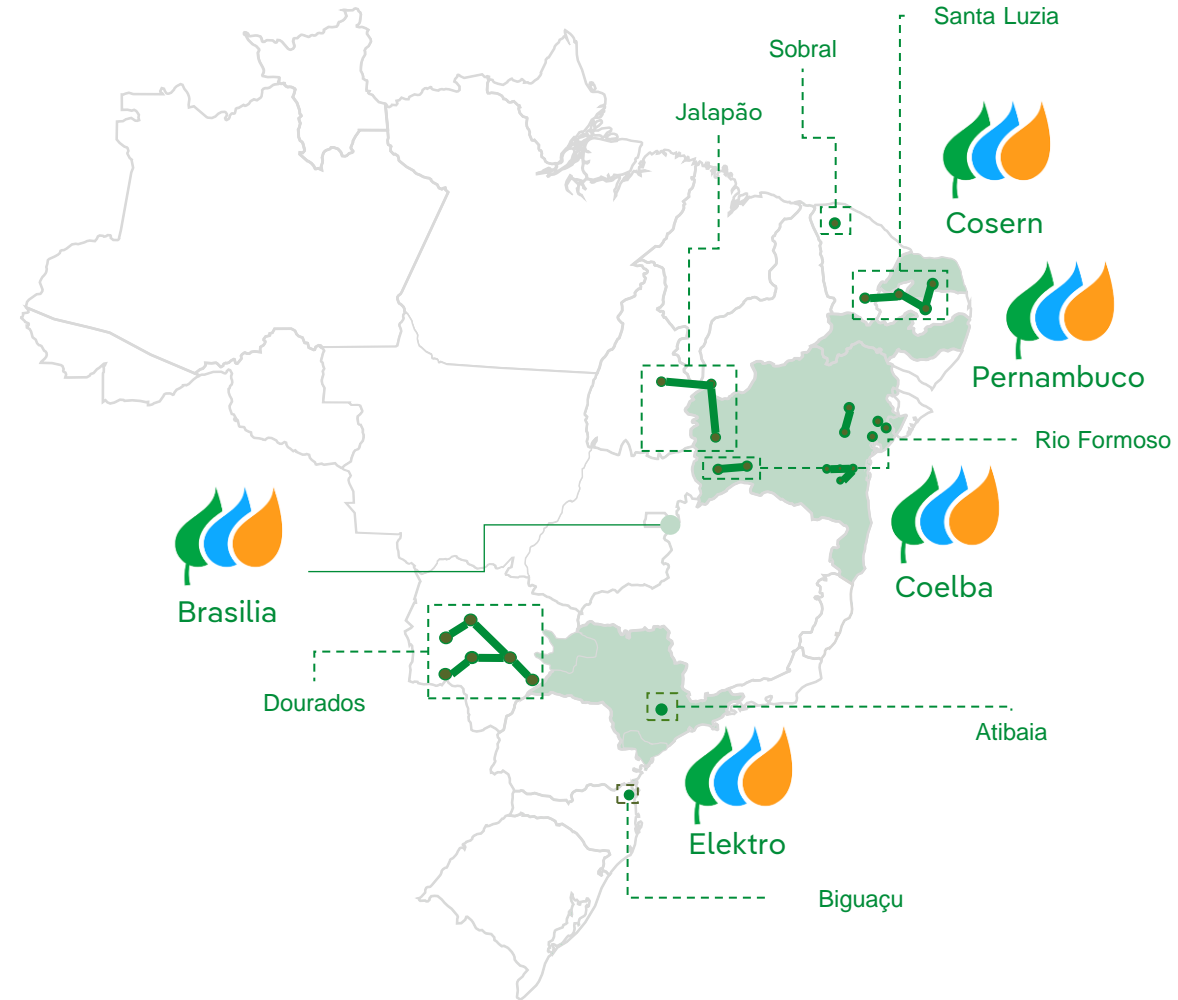 Santa Luzia
Sobral
Jalapão
Cosern
Pernambuco
Rio Formoso
Coelba
Brasilia
Dourados
Atibaia
Elektro
Biguaçu